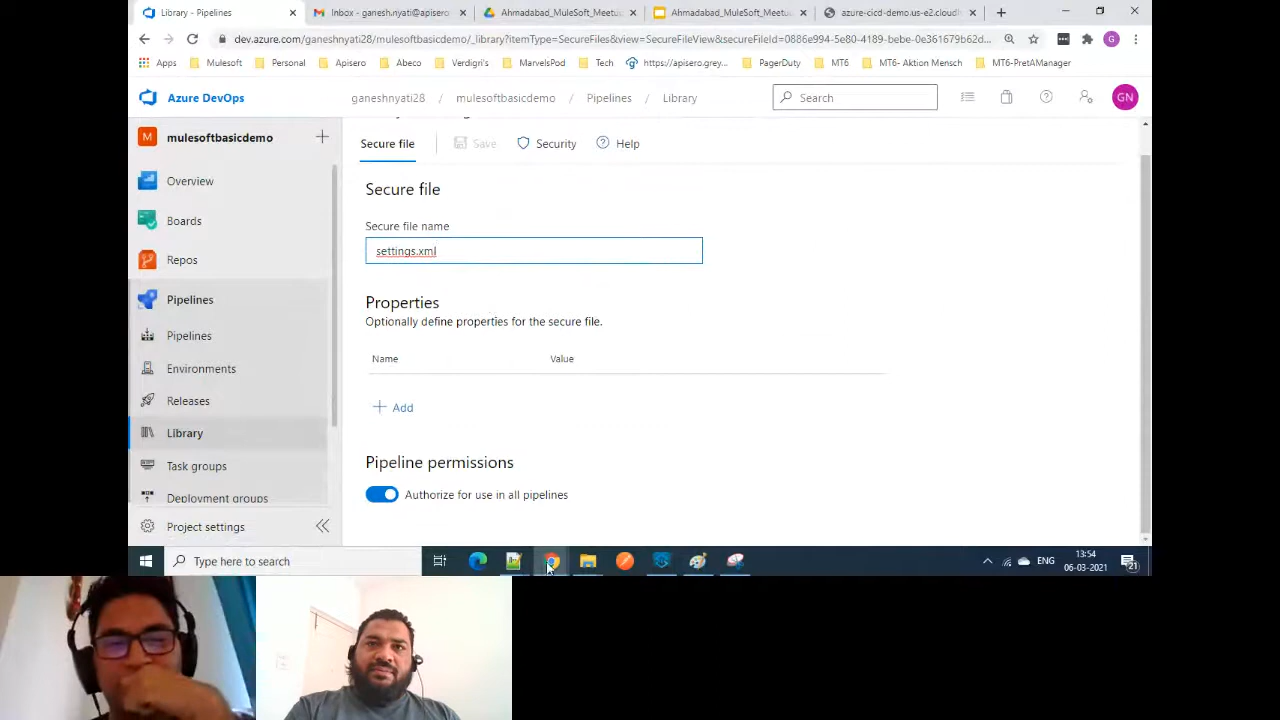 Library - Pipelines
Inbox - ganesh.nyati@apisero
Ahmedabad_MuleSoft_Meetu
Ahmedabad_MuleSoft_Meetu
azure-cicd-demo.us-e2.cloudh
dev.azure.com/ganeshnyati28/mulesoftbasicdemo/_library?itemType=SecureFiles&view=SecureFileView&secureFileId=0886e994-5e80-4189-bebe-0e361679b62d...
G
Apps
Mulesoft
Personal
Apisero
Abeco
Verdigri's
MarvelsPod
Tech
https://apisero.grey...
PagerDuty
MT6
MT6- Aktion Mensch
MT6-PretAManager
Azure DevOps
ganeshnyati28 / mulesoftbasicdemo / Pipelines / Library
Search
GN
M
mulesoftbasicdemo
Overview
Boards
Repos
Pipelines
Pipelines
Environments
Releases
Library
Task groups
Deployment groups
Project settings
Secure file
Save
Security
Help
Secure file
Secure file name
settings.xml
Properties
Optionally define properties for the secure file.
Name Value
Add
Pipeline permissions
Authorize for use in all pipelines
Type here to search
ENG
13:54
06-03-2021
21